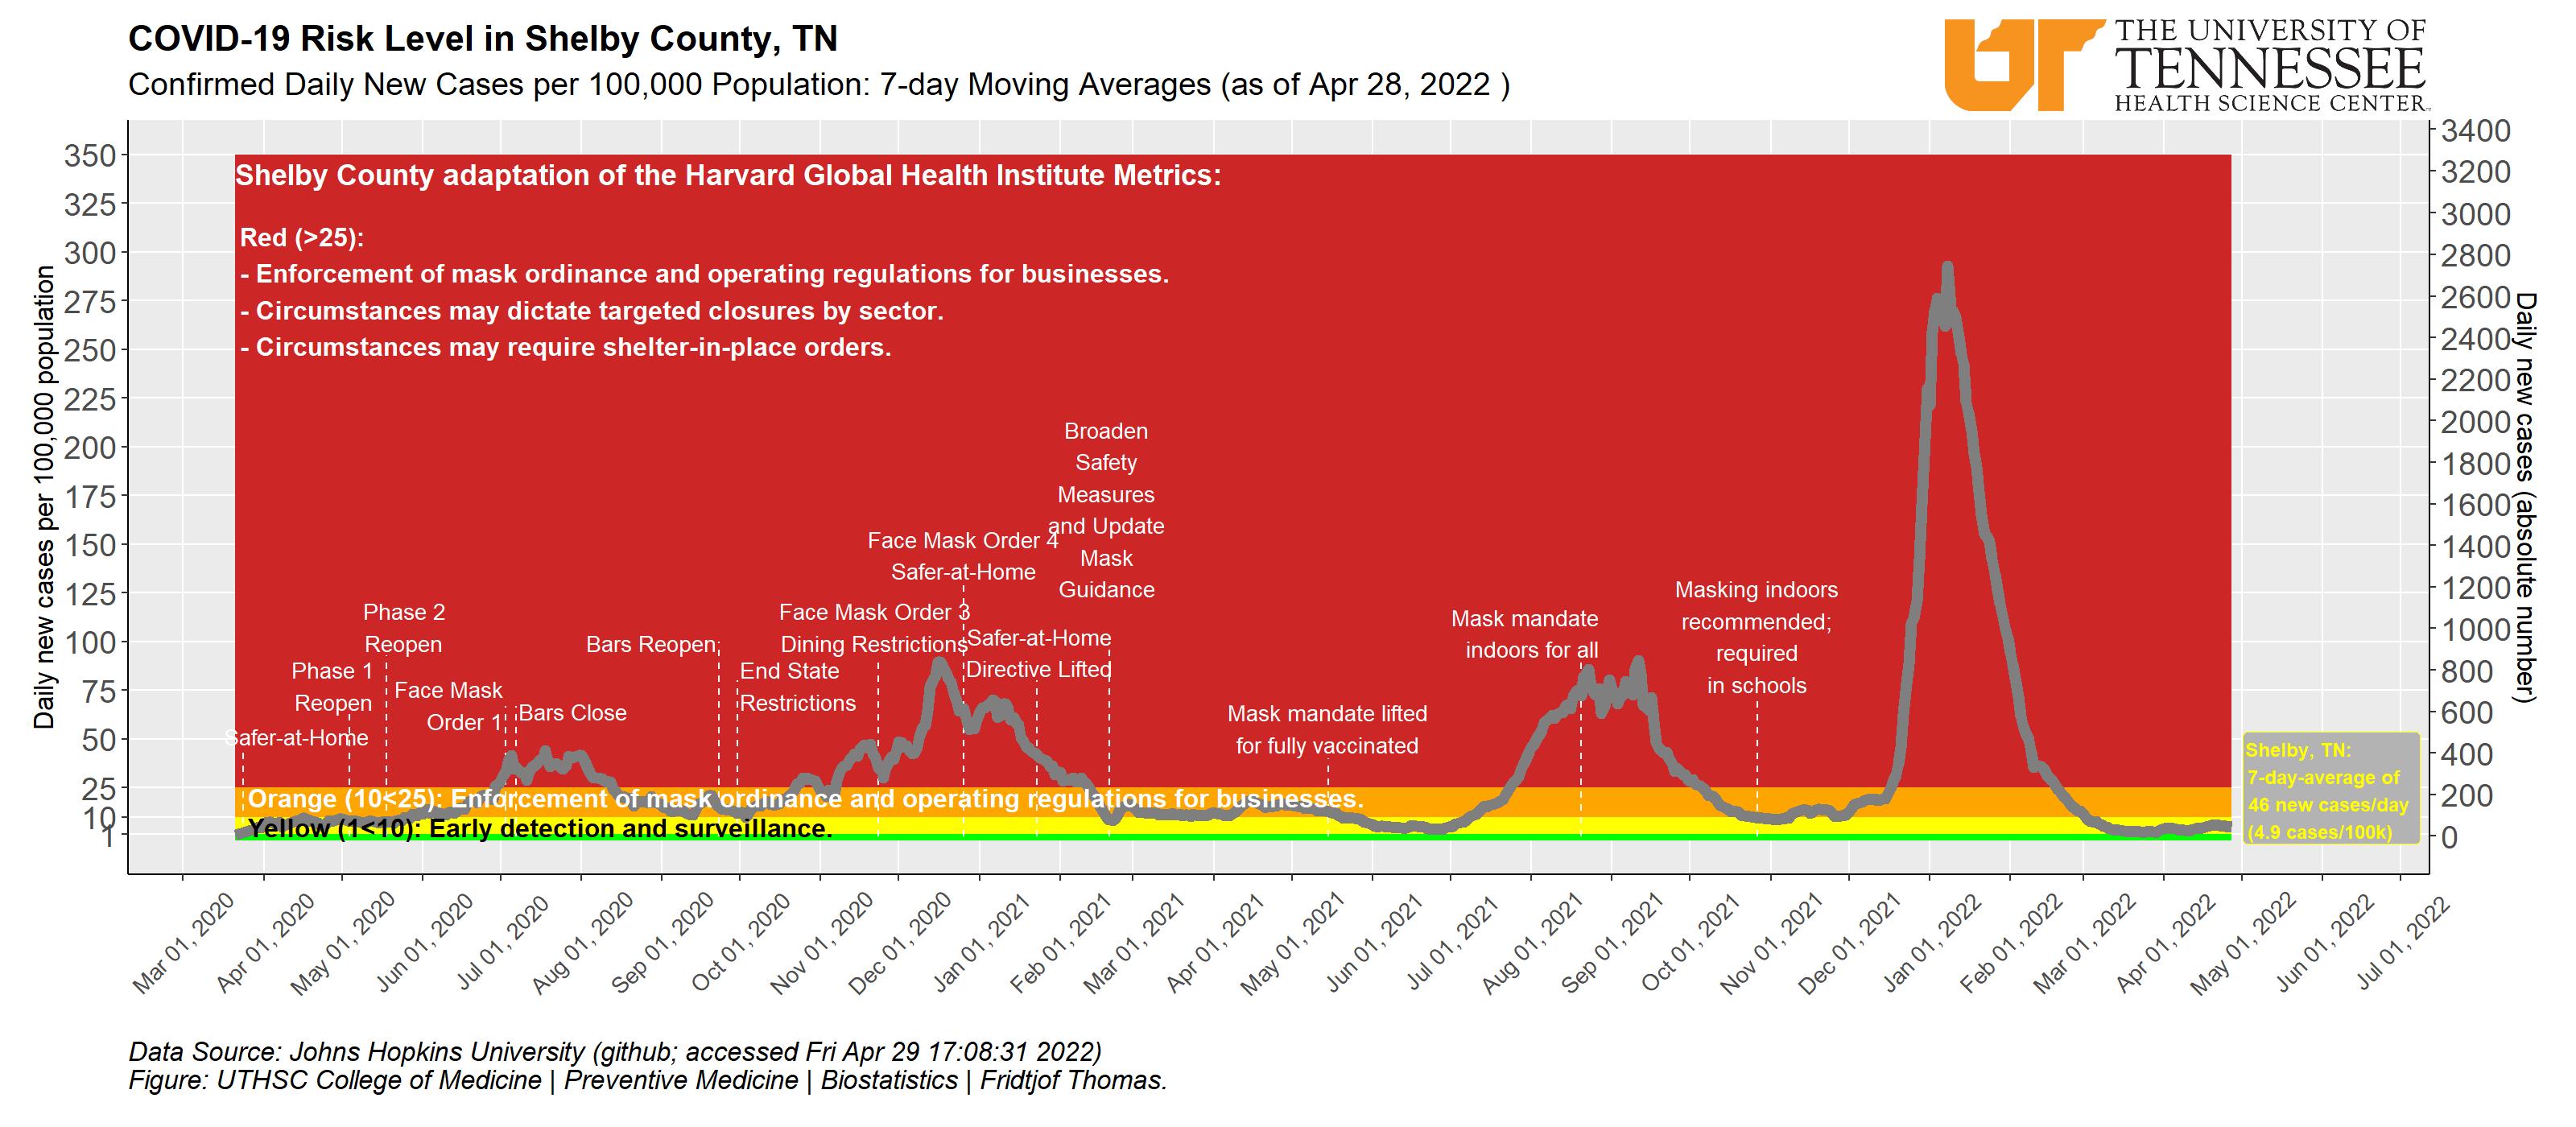 COVID-19 Risk Level in Shelby County, TN
Confirmed Daily New Cases per 100,000 Population: 7-day Moving Averages (as of Apr 28, 2022 )
UT
THE UNIVERSITY OF
TENNESSEE
HEALTH SCIENCE CENTER
Daily new cases per 100,000 population
350
325
300
275
250
225
200
175
150
125
100
75
50
25
10
1
Shelby County adaptation of the Harvard Global Health Institute Metrics:
Red (>25):
- Enforcement of mask ordinance and operating regulations for businesses.
- Circumstances may dictate targeted closures by sector.
- Circumstances may require shelter-in-place orders.
Safer-at-Home
Phase 1
Reopen
Phase 2
Reopen
Face Mask
Order 1
Bars Close
Bars Reopen
End State
Restrictions
Face Mask Order 3
Dining Restrictions
Face Mask Order 4
Safer-at-Home
Safer-at-Home
Directive Lifted
Broaden
Safety
Measures
and Update
Mask
Guidance
Mask mandate lifted
for fully vaccinated
Mask mandate
indoors for all
Masking indoors
recommended;
required
in schools
Orange (10<25): Enforcement of mask ordinance and operating regulations for businesses.
Yellow (1<10): Early detection and surveillance.
Shelby, TN:
7-day-average of
46 new cases/day
(4.9 cases/100k)
3400
3200
3000
2800
2600
2400
2200
2000
1800
1600
1400
1200
1000
800
600
400
200
0
Daily new cases (absolute number)
Mar 01, 2020
Apr 01, 2020
May 01, 2020
Jun 01, 2020
Jul 01, 2020
Aug 01, 2020
Sep 01, 2020
Oct 01, 2020
Nov 01, 2020
Dec 01, 2020
Jan 01, 2021
Feb 01, 2021
Mar 01, 2021
Apr 01, 2021
May 01, 2021
Jun 01, 2021
Jul 01, 2021
Aug 01, 2021
Sep 01, 2021
Oct 01, 2021
Nov 01, 2021
Dec 01, 2021
Jan 01, 2022
Feb 01, 2022
Mar 01, 2022
Apr 01, 2022
May 01, 2022
Jun 01, 2022
Jul 01, 2022
Data Source: Johns Hopkins University (github; accessed Fri Apr 29 17:08:31 2022)
Figure: UTHSC College of Medicine | Preventive Medicine | Biostatistics | Fridtjof Thomas.